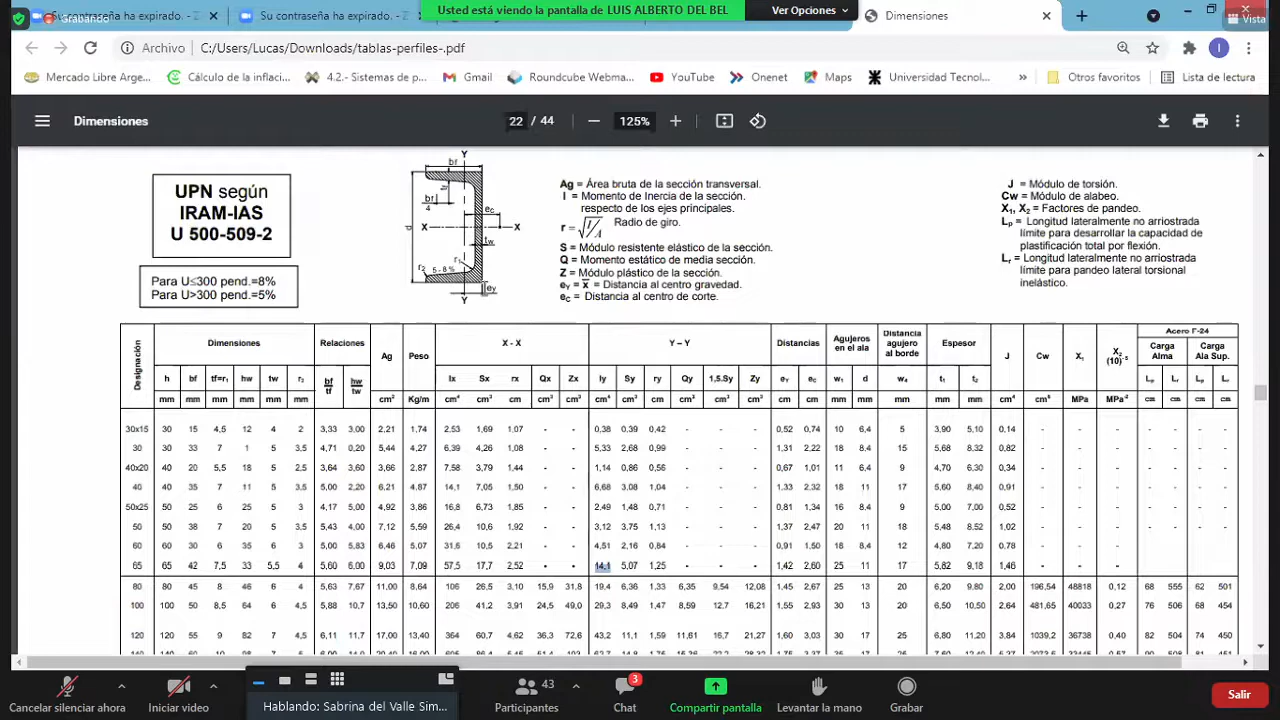 Su contraseña ha expirado. - Z
Su contraseña ha expirado. - Z
Grabando
Usted está viendo la pantalla de LUIS ALBERTO DEL BEL
Ver Opciones
Dimensiones
Vista
Archivo C:/Users/Lucas/Downloads/tablas-perfiles-.pdf
Mercado Libre Arge... Cálculo de la inflaci... 4.2.- Sistemas de p... Gmail Roundcube Webma... YouTube Onenet Maps Universidad Tecnol... » Otros favoritos Lista de lectura
Dimensiones 22 / 44 125%
UPN según
IRAM-IAS
U 500-509-2
Para U≤300 pend.=8%
Para U>300 pend.=5%
Y
bf
bf
4
ec
d
X X
tw
r1
r2
5 - 8 %
ey
Y
Ag = Área bruta de la sección transversal.
I = Momento de Inercia de la sección.
respecto de los ejes principales.
r = √I/A Radio de giro.
S = Módulo resistente elástico de la sección.
Q = Momento estático de media sección.
Z = Módulo plástico de la sección.
eY = x̄ = Distancia al centro gravedad.
eC = Distancia al centro de corte.
J = Módulo de torsión.
Cw = Módulo de alabeo.
X1, X2 = Factores de pandeo.
Lp = Longitud lateralmente no arriostrada
límite para desarrollar la capacidad de
plastificación total por flexión.
Lr = Longitud lateralmente no arriostrada
límite para pandeo lateral torsional
inelástico.
Designación Dimensiones Relaciones Ag Peso X - X Y – Y Distancias Agujeros en el ala Distancia agujero al borde Espesor J Cw X1 X2 (10)-5 Acero F-24
Carga Alma Carga Ala Sup.
h bf tf=r1 hw tw r2 bf/tf hw/tw Ix Sx rx Qx Zx Iy Sy ry Qy 1,5.Sy Zy eY eC w1 d w4 t1 t2 Lp Lr Lp Lr
mm mm mm mm mm mm cm² Kg/m cm⁴ cm³ cm cm³ cm³ cm⁴ cm³ cm cm³ cm³ cm³ cm cm mm mm mm mm mm cm⁴ cm⁶ MPa MPa-2 cm cm cm cm
30x15 30 15 4,5 12 4 2 3,33 3,00 2,21 1,74 2,53 1,69 1,07 - - 0,38 0,39 0,42 - - - 0,52 0,74 10 6,4 5 3,90 5,10 0,14 - - - - - - -
30 30 33 7 1 5 3,5 4,71 0,20 5,44 4,27 6,39 4,26 1,08 - - 5,33 2,68 0,99 - - - 1,31 2,22 18 8,4 15 5,68 8,32 0,82 - - - - - - -
40x20 40 20 5,5 18 5 2,5 3,64 3,60 3,66 2,87 7,58 3,79 1,44 - - 1,14 0,86 0,56 - - - 0,67 1,01 11 6,4 9 4,70 6,30 0,34 - - - - - - -
40 40 35 7 11 5 3,5 5,00 2,20 6,21 4,87 14,1 7,05 1,50 - - 6,68 3,08 1,04 - - - 1,33 2,32 18 11 17 5,60 8,40 0,91 - - - - - - -
50x25 50 25 6 25 5 3 4,17 5,00 4,92 3,86 16,8 6,73 1,85 - - 2,49 1,48 0,71 - - - 0,81 1,34 16 8,4 9 5,00 7,00 0,52 - - - - - - -
50 50 38 7 20 5 3,5 5,43 4,00 7,12 5,59 26,4 10,6 1,92 - - 3,12 3,75 1,13 - - - 1,37 2,47 20 11 18 5,48 8,52 1,02 - - - - - - -
60 60 30 6 35 6 3 5,00 5,83 6,46 5,07 31,6 10,5 2,21 - - 4,51 2,16 0,84 - - - 0,91 1,50 18 8,4 12 4,80 7,20 0,78 - - - - - - -
65 65 42 7,5 33 5,5 4 5,60 6,00 9,03 7,09 57,5 17,7 2,52 - - 14,1 5,07 1,25 - - - 1,42 2,60 25 11 17 5,82 9,18 1,46 - - - - - - -
80 80 45 8 46 6 4 5,63 7,67 11,00 8,64 106 26,5 3,10 15,9 31,8 19,4 6,36 1,33 6,35 9,54 12,08 1,45 2,67 25 13 20 6,20 9,80 2,00 196,54 48818 0,12 68 555 62 501
100 100 50 8,5 64 6 4,5 5,88 10,7 13,50 10,60 206 41,2 3,91 24,5 49,0 29,3 8,49 1,47 8,59 12,7 16,21 1,55 2,93 30 13 20 6,50 10,50 2,64 481,65 40033 0,27 76 506 68 454
120 120 55 9 82 7 4,5 6,11 11,7 17,00 13,40 364 60,7 4,62 36,3 72,6 43,2 11,1 1,59 11,61 16,7 21,27 1,60 3,03 30 17 25 6,80 11,20 3,84 1039,2 36738 0,40 82 504 74 450
Cancelar silenciar ahora Iniciar video Hablando: Sabrina del Valle Sim... 43 Participantes 3 Chat Compartir pantalla Levantar la mano Grabar Salir